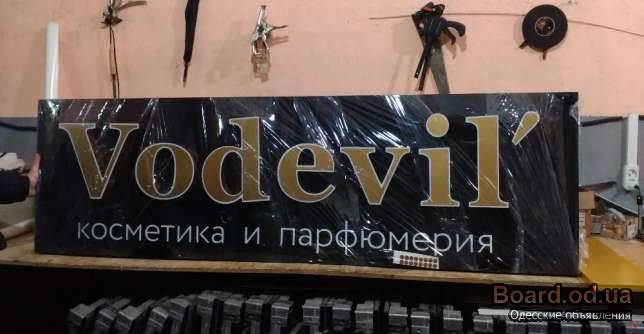 Vodevil'
косметика и парфюмерия
Board.od.ua
Одесские объявления